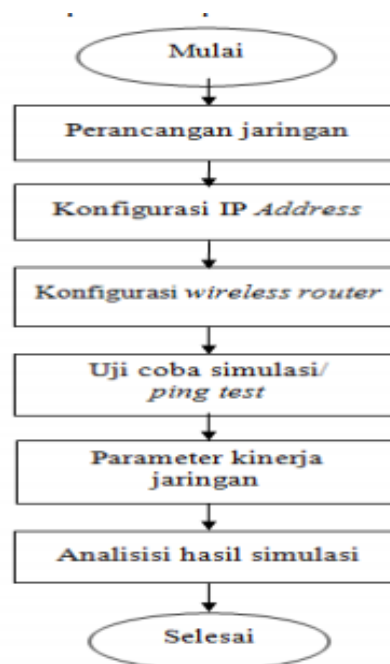 Mulai
Perancangan jaringan
Konfigurasi IP Address
Konfigurasi wireless router
Uji coba simulasi/
ping test
Parameter kinerja
jaringan
Analisisi hasil simulasi
Selesai